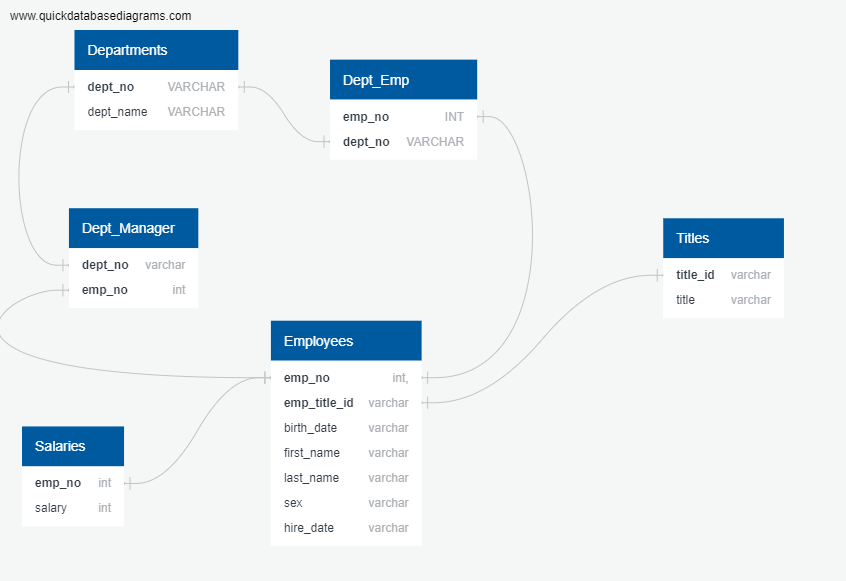 www.quickdatabasediagrams.com
Departments
dept_no VARCHAR
dept_name VARCHAR
Dept_Emp
emp_no INT
dept_no VARCHAR
Dept_Manager
dept_no varchar
emp_no int
Titles
title_id varchar
title varchar
Employees
emp_no int,
emp_title_id varchar
birth_date varchar
first_name varchar
last_name varchar
sex varchar
hire_date varchar
Salaries
emp_no int
salary int